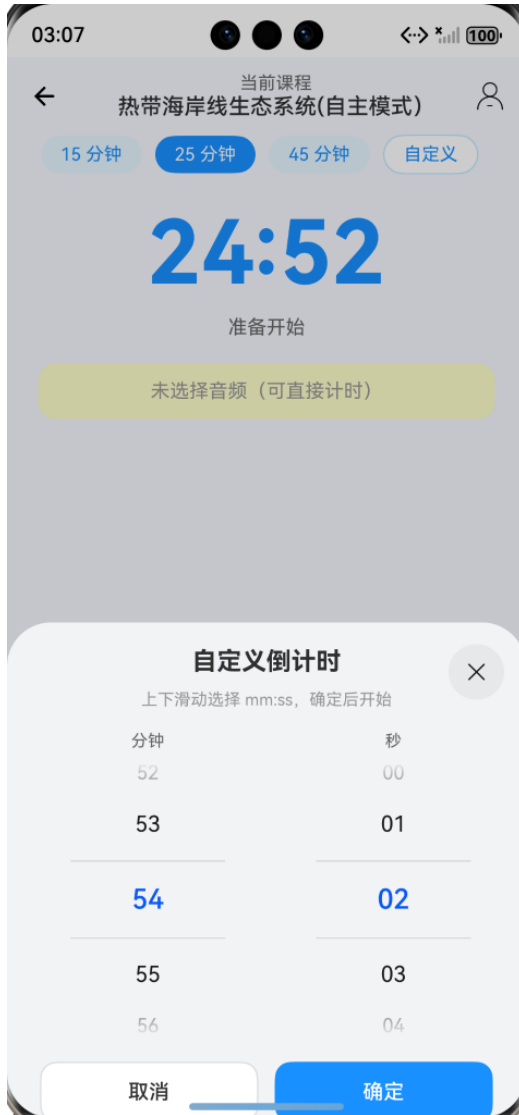 03:07
100
当前课程
热带海岸线生态系统(自主模式)
15 分钟 25 分钟 45 分钟 自定义
24:52
准备开始
未选择音频（可直接计时）
自定义倒计时
上下滑动选择 mm:ss，确定后开始
分钟 秒
52 00
53 01
54 02
55 03
56 04
取消 确定